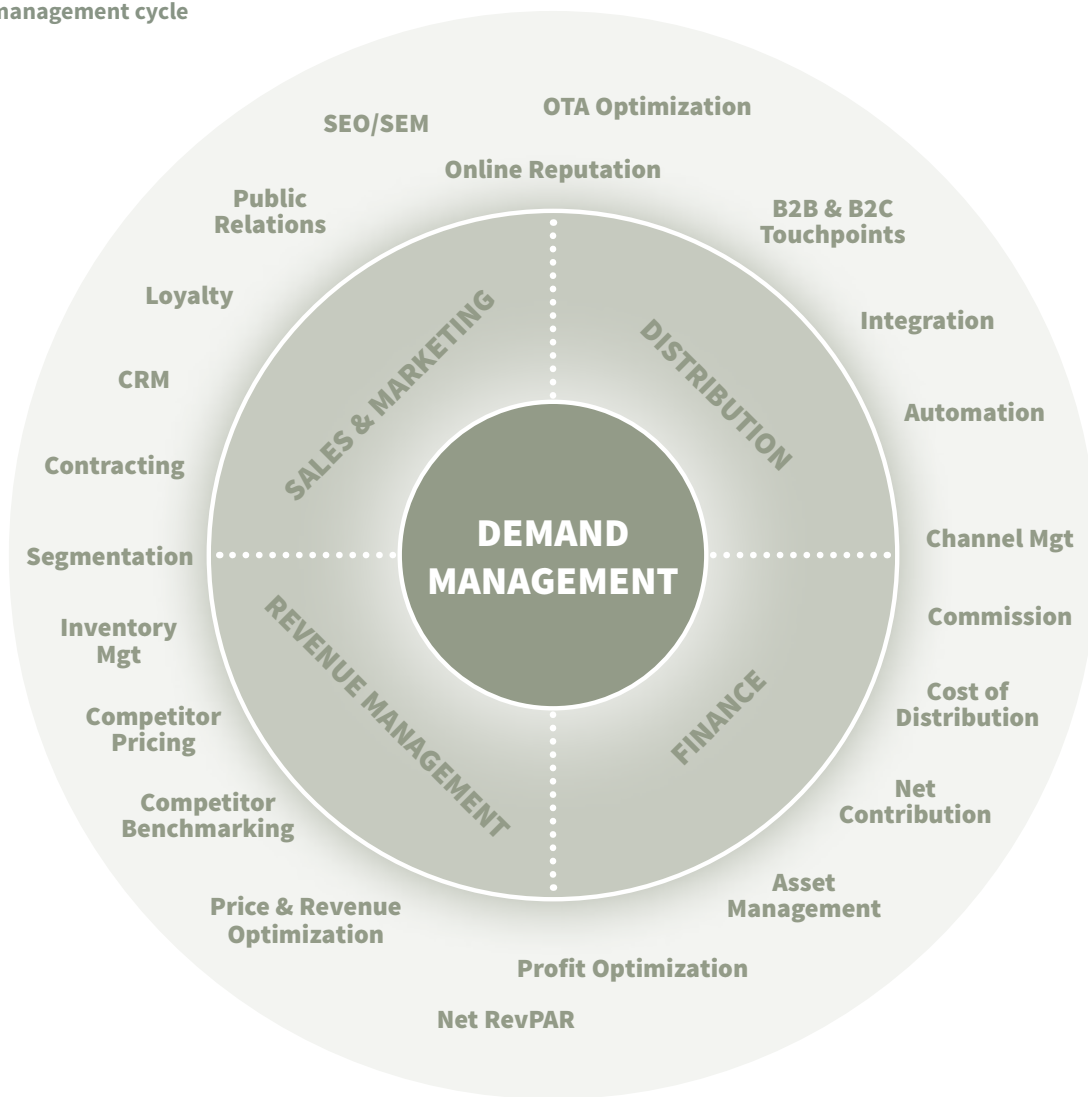 management cycle
OTA Optimization
SEO/SEM
Online Reputation
Public
Relations
B2B & B2C
Touchpoints
Loyalty
Integration
CRM
Automation
Contracting
Channel Mgt
Segmentation
Commission
Inventory
Mgt
Cost of
Distribution
Competitor
Pricing
Net
Contribution
Competitor
Benchmarking
Asset
Management
Price & Revenue
Optimization
Profit Optimization
Net RevPAR
SALES & MARKETING
DISTRIBUTION
REVENUE MANAGEMENT
FINANCE
DEMAND
MANAGEMENT